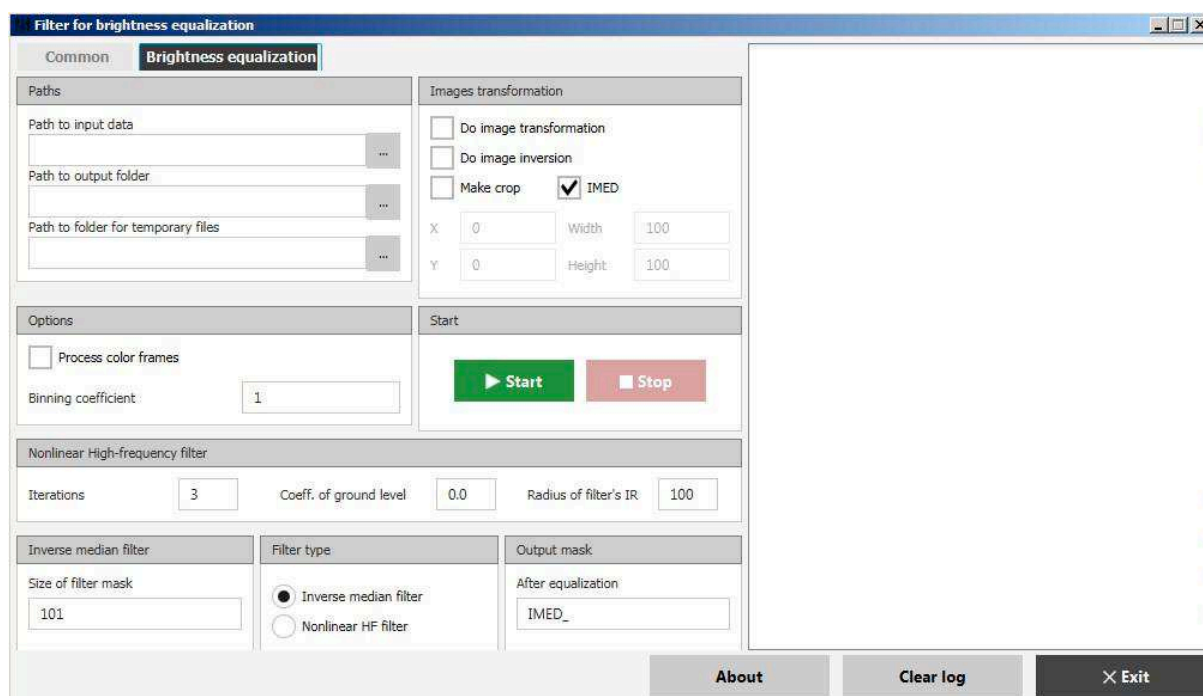 Filter for brightness equalization
Common
Brightness equalization
Paths
Path to input data
...
Path to output folder
...
Path to folder for temporary files
...
Images transformation
Do image transformation
Do image inversion
Make crop IMED
X 0 Width 100
Y 0 Height 100
Options
Process color frames
Binning coefficient 1
Start
Start Stop
Nonlinear High-frequency filter
Iterations 3 Coeff. of ground level 0.0 Radius of filter's IR 100
Inverse median filter
Size of filter mask
101
Filter type
Inverse median filter
Nonlinear HF filter
Output mask
After equalization
IMED_
About Clear log Exit